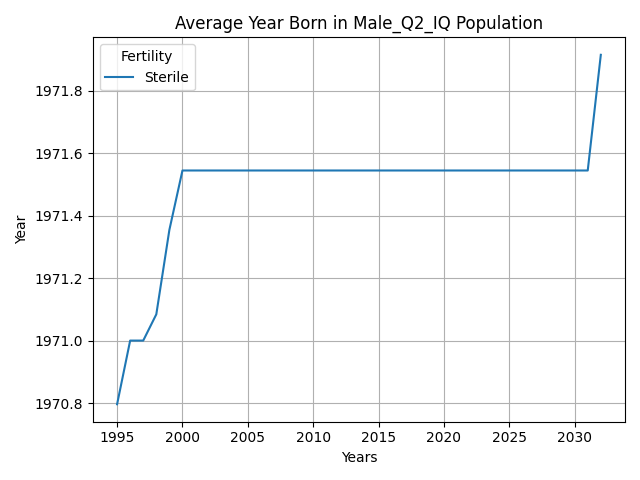 Average Year Born in Male_Q2_IQ Population
Fertility
Sterile
1971.8
1971.6
1971.4
1971.2
1971.0
1970.8
Year
1995 2000 2005 2010 2015 2020 2025 2030
Years